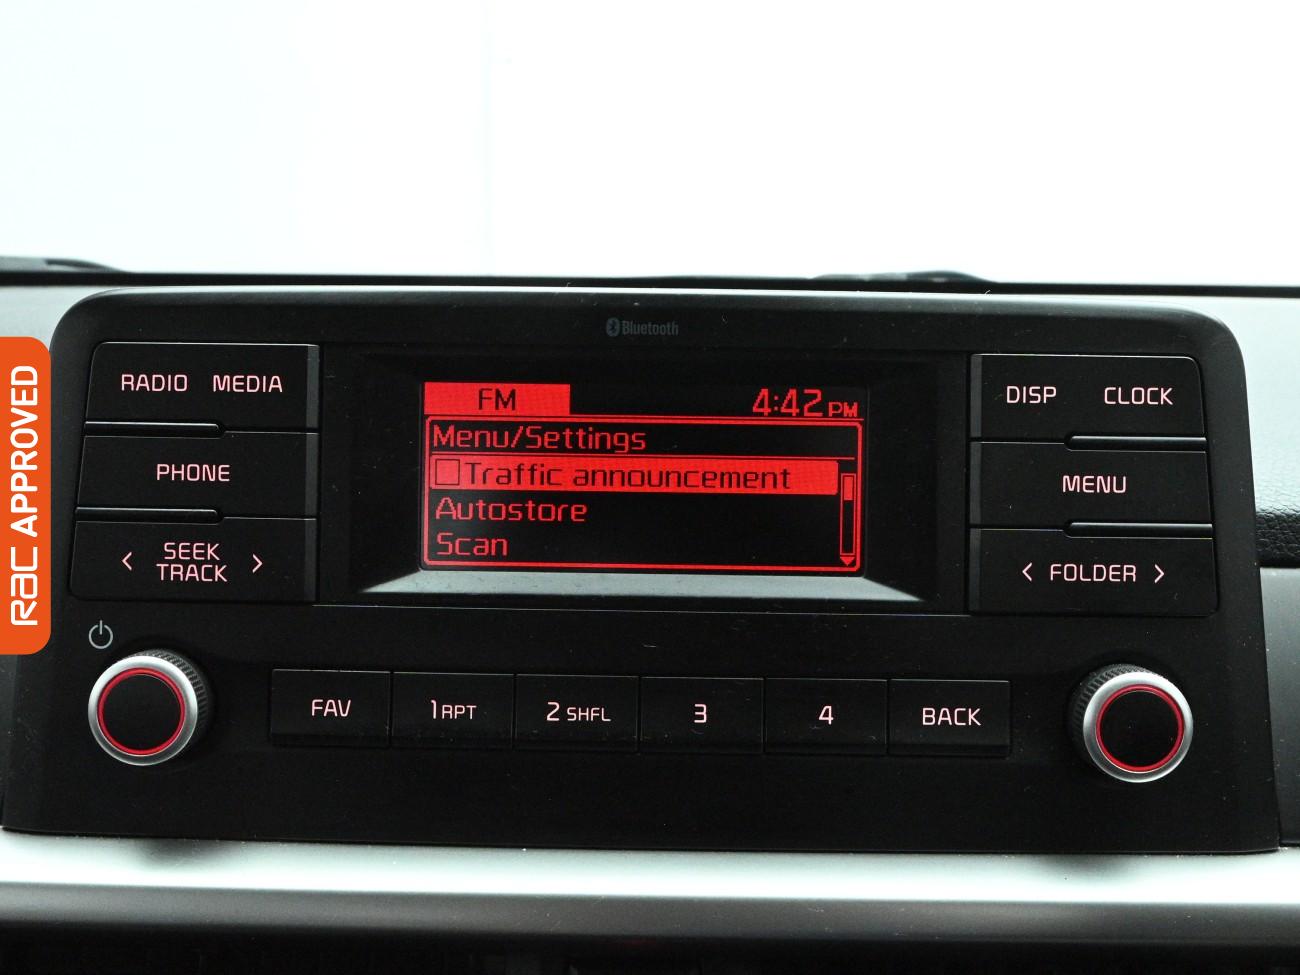 Bluetooth
RADIO MEDIA
PHONE
< SEEK TRACK >
FM 4:42 PM
Menu/Settings
Traffic announcement
Autostore
Scan
DISP CLOCK
MENU
< FOLDER >
FAV 1 RPT 2 SHFL 3 4 BACK
RAC APPROVED